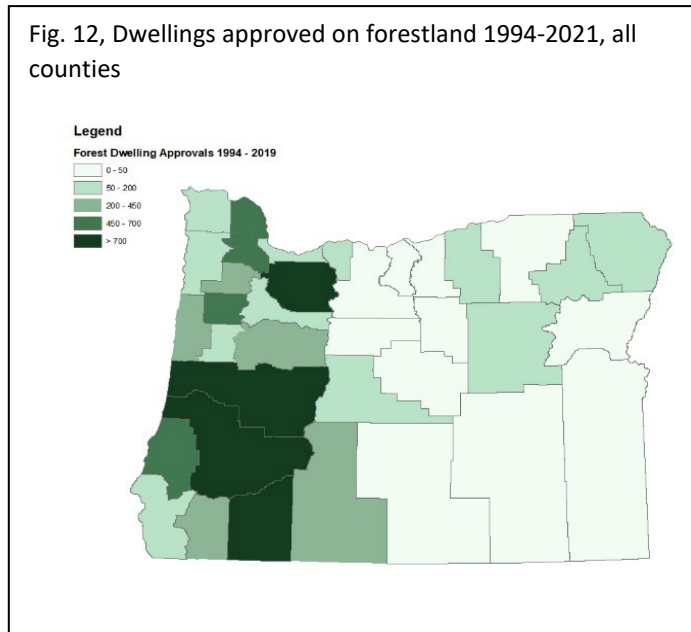 Fig. 12, Dwellings approved on forestland 1994-2021, all
counties
Legend
Forest Dwelling Approvals 1994 - 2019
0 - 50
50 - 200
200 - 450
450 - 700
> 700